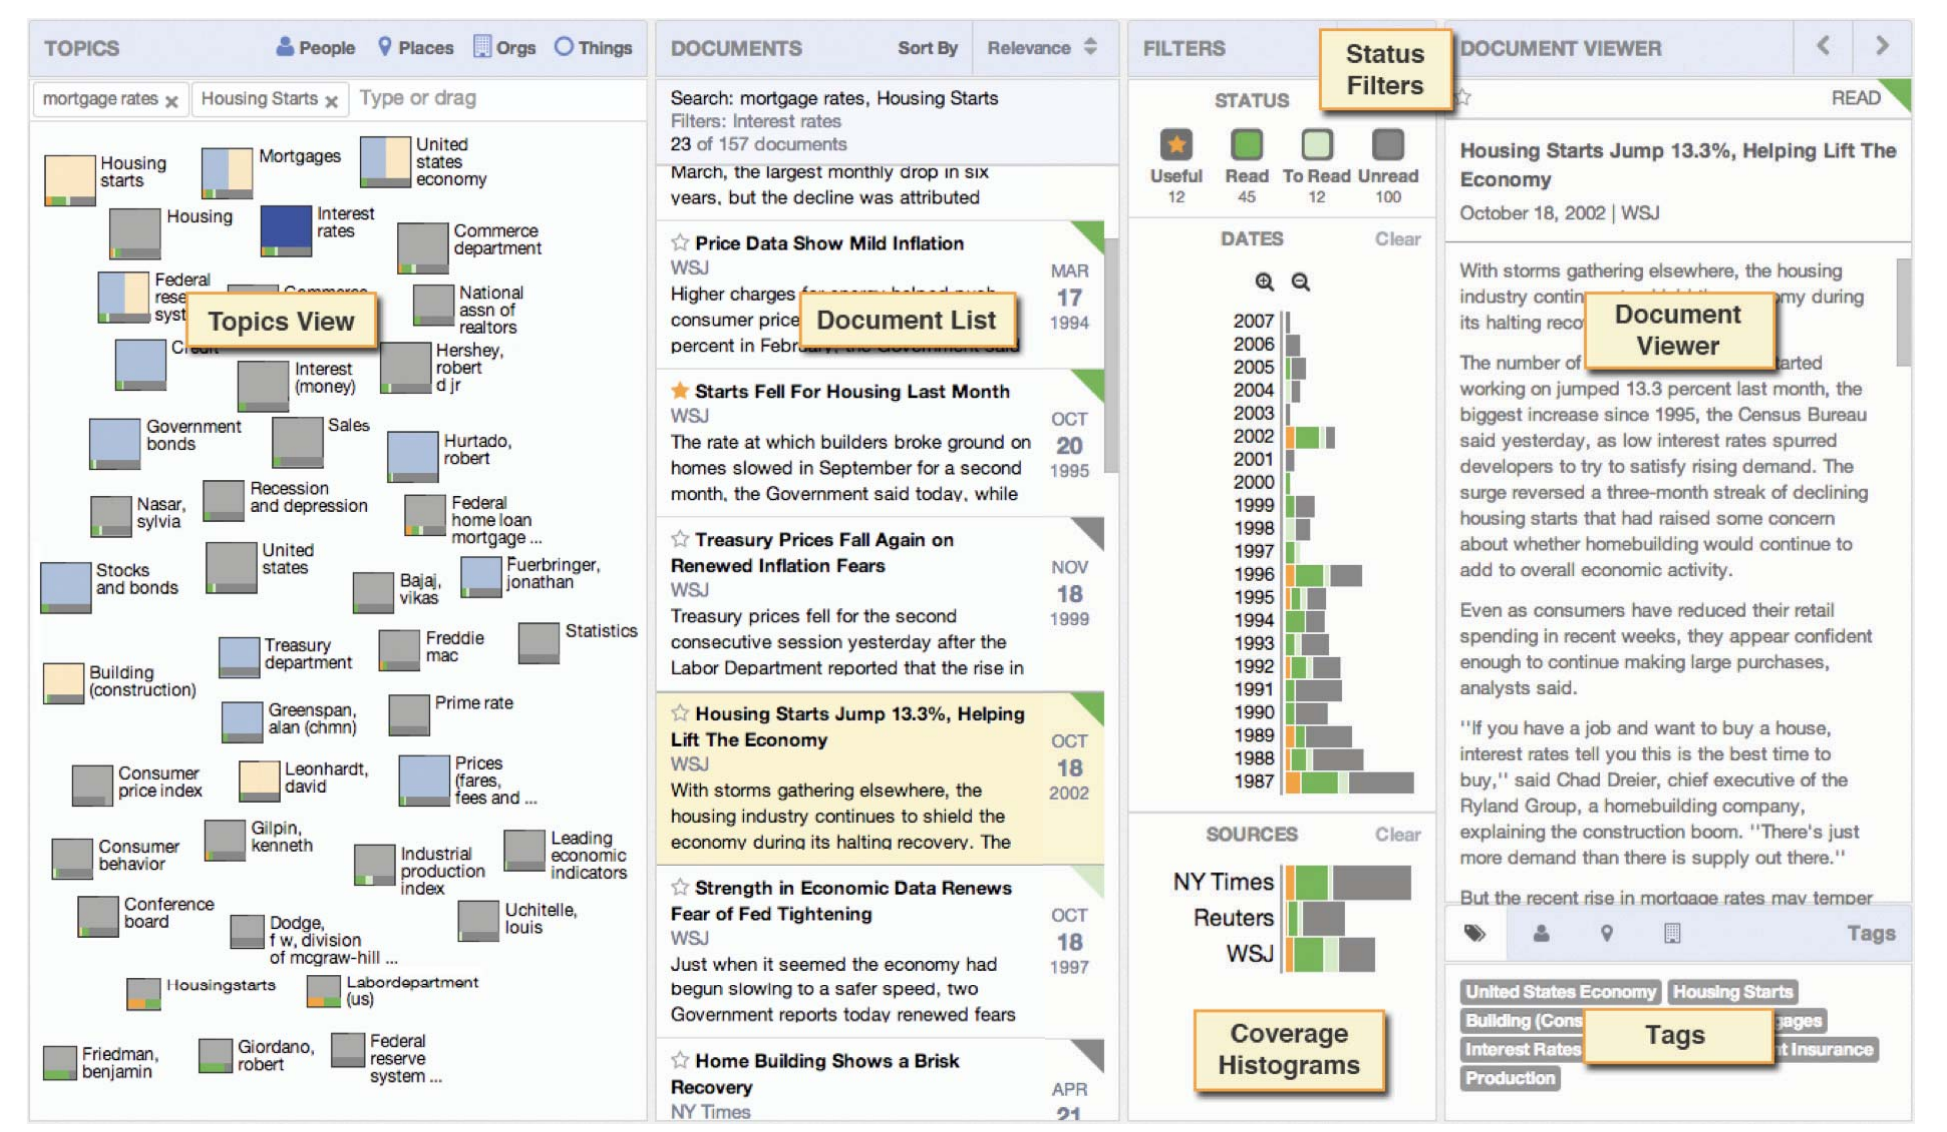 TOPICS
People Places Orgs Things
mortgage rates x Housing Starts x Type or drag
Housing
starts
Mortgages
United
states
economy
Housing
Interest
rates
Commerce
department
Federal
rese
syst
National
assn of
realtors
Topics View
Interest
(money)
Hershey,
robert
d jr
Government
bonds
Sales
Hurtado,
robert
Nasar,
sylvia
Recession
and depression
Federal
home loan
mortgage ...
Stocks
and bonds
United
states
Bajaj,
vikas
Fuerbringer,
jonathan
Treasury
department
Freddie
mac
Statistics
Building
(construction)
Greenspan,
alan (chmn)
Prime rate
Consumer
price index
Leonhardt,
david
Prices
(fares,
fees and ...
Consumer
behavior
Gilpin,
kenneth
Industrial
production
index
Leading
economic
indicators
Conference
board
Dodge,
f w, division
of mcgraw-hill ...
Uchitelle,
louis
Housingstarts
Labordepartment
(us)
Friedman,
benjamin
Giordano,
robert
Federal
reserve
system ...
DOCUMENTS Sort By Relevance
Search: mortgage rates, Housing Starts
Filters: Interest rates
23 of 157 documents
March, the largest monthly drop in six
years, but the decline was attributed
Price Data Show Mild Inflation
WSJ
MAR
17
1994
Higher charges
consumer price
percent in
Document List
Starts Fell For Housing Last Month
WSJ
OCT
20
1995
The rate at which builders broke ground on
homes slowed in September for a second
month, the Government said today, while
Treasury Prices Fall Again on
Renewed Inflation Fears
WSJ
NOV
18
1999
Treasury prices fell for the second
consecutive session yesterday after the
Labor Department reported that the rise in
Housing Starts Jump 13.3%, Helping
Lift The Economy
WSJ
OCT
18
2002
With storms gathering elsewhere, the
housing industry continues to shield the
economy during its halting recovery. The
Strength in Economic Data Renews
Fear of Fed Tightening
WSJ
OCT
18
1997
Just when it seemed the economy had
begun slowing to a safer speed, two
Government reports today renewed fears
Home Building Shows a Brisk
Recovery
NY Times
APR
21
FILTERS
Status
Filters
STATUS
Useful Read To Read Unread
12 45 12 100
DATES Clear
2007
2006
2005
2004
2003
2002
2001
2000
1999
1998
1997
1996
1995
1994
1993
1992
1991
1990
1989
1988
1987
SOURCES Clear
NY Times
Reuters
WSJ
Coverage
Histograms
DOCUMENT VIEWER < >
READ
Housing Starts Jump 13.3%, Helping Lift The
Economy
October 18, 2002 | WSJ
With storms gathering elsewhere, the housing
industry my during
its halting
Document
Viewer
The number of
working on jumped 13.3 percent last month, the
biggest increase since 1995, the Census Bureau
said yesterday, as low interest rates spurred
developers to try to satisfy rising demand. The
surge reversed a three-month streak of declining
housing starts that had raised some concern
about whether homebuilding would continue to
add to overall economic activity.
Even as consumers have reduced their retail
spending in recent weeks, they appear confident
enough to continue making large purchases,
analysts said.
''If you have a job and want to buy a house,
interest rates tell you this is the best time to
buy,'' said Chad Dreier, chief executive of the
Ryland Group, a homebuilding company,
explaining the construction boom. ''There's just
more demand than there is supply out there.''
But the recent rise in mortgage rates may temper
Tags
United States Economy Housing Starts
Building (Cons ages
Interest Rates t Insurance
Production
Tags